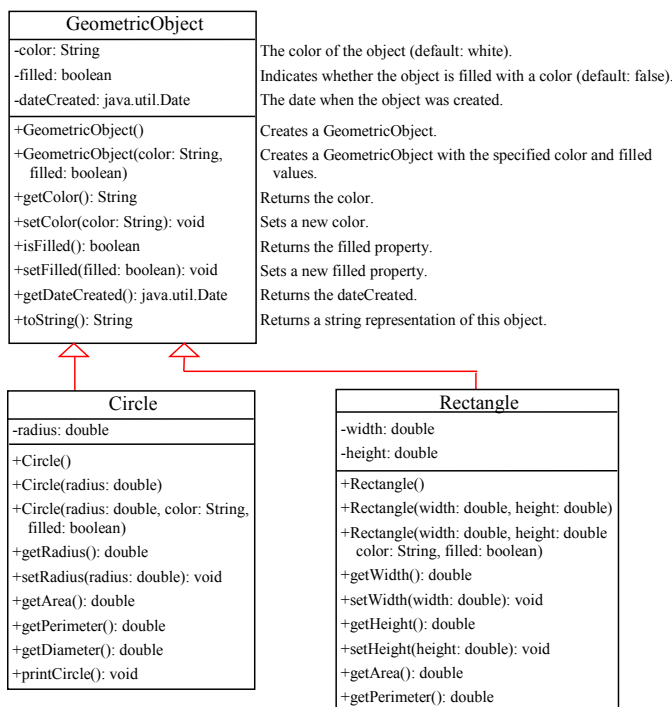 GeometricObject
-color: String
The color of the object (default: white).
-filled: boolean
Indicates whether the object is filled with a color (default: false).
-dateCreated: java.util.Date
The date when the object was created.
+GeometricObject()
Creates a GeometricObject.
+GeometricObject(color: String,
filled: boolean)
Creates a GeometricObject with the specified color and filled
values.
+getColor(): String
Returns the color.
+setColor(color: String): void
Sets a new color.
+isFilled(): boolean
Returns the filled property.
+setFilled(filled: boolean): void
Sets a new filled property.
+getDateCreated(): java.util.Date
Returns the dateCreated.
+toString(): String
Returns a string representation of this object.
Circle
-radius: double
+Circle()
+Circle(radius: double)
+Circle(radius: double, color: String,
filled: boolean)
+getRadius(): double
+setRadius(radius: double): void
+getArea(): double
+getPerimeter(): double
+getDiameter(): double
+printCircle(): void
Rectangle
-width: double
-height: double
+Rectangle()
+Rectangle(width: double, height: double)
+Rectangle(width: double, height: double
color: String, filled: boolean)
+getWidth(): double
+setWidth(width: double): void
+getHeight(): double
+setHeight(height: double): void
+getArea(): double
+getPerimeter(): double